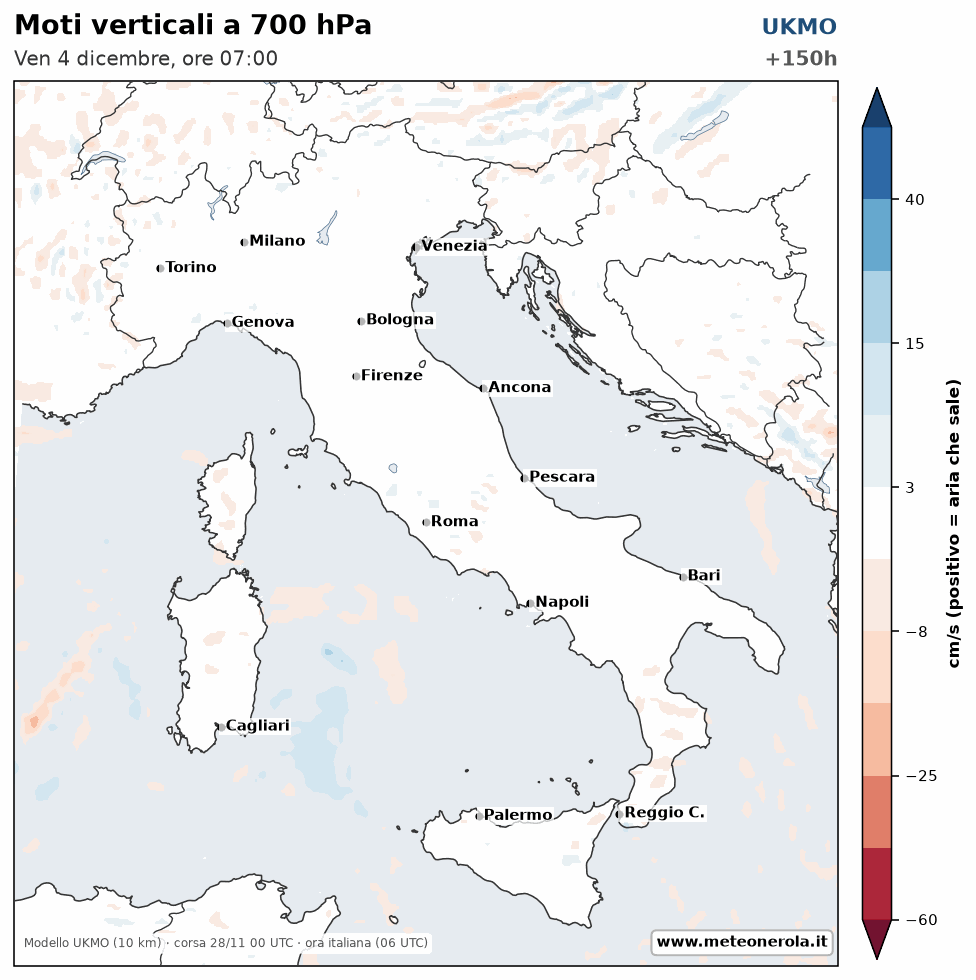 Moti verticali a 700 hPa
UKMO
Ven 4 dicembre, ore 07:00
+150h
Milano
Venezia
Torino
Genova
Bologna
Firenze
Ancona
Pescara
Roma
Bari
Napoli
Cagliari
Palermo
Reggio C.
40
15
3
−8
−25
−60
cm/s (positivo = aria che sale)
Modello UKMO (10 km) · corsa 28/11 00 UTC · ora italiana (06 UTC)
www.meteonerola.it